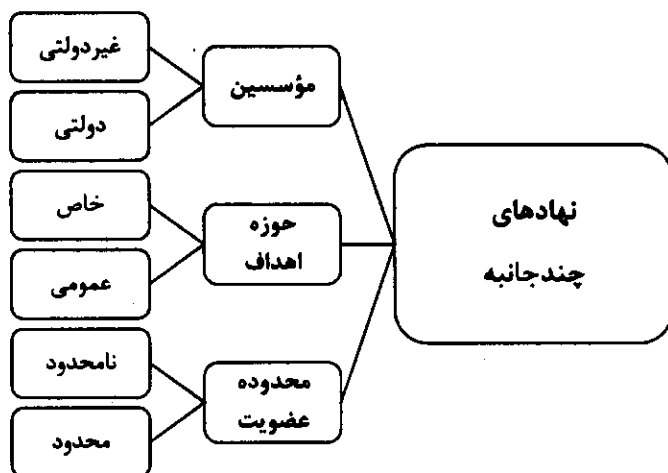 نهادهای
چندجانبه
مؤسسین
غیردولتی
دولتی
حوزه
اهداف
خاص
عمومی
محدوده
عضویت
نامحدود
محدود